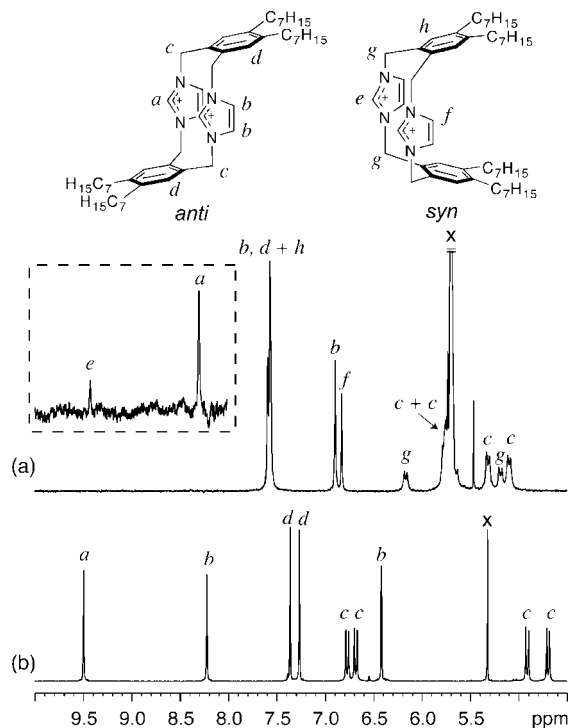 C7H15
C7H15
c
d
N
N
a
+
+
b
N
N
b
c
d
H15C7
H15C7
anti
C7H15
C7H15
h
g
N
N
e
+
+
f
N
N
g
C7H15
C7H15
syn
b, d + h
x
a
e
b
f
c + c
g
c
g
c
(a)
a
b
d d
c c
b
x
c
c
(b)
9.5 9.0 8.5 8.0 7.5 7.0 6.5 6.0 5.5 ppm